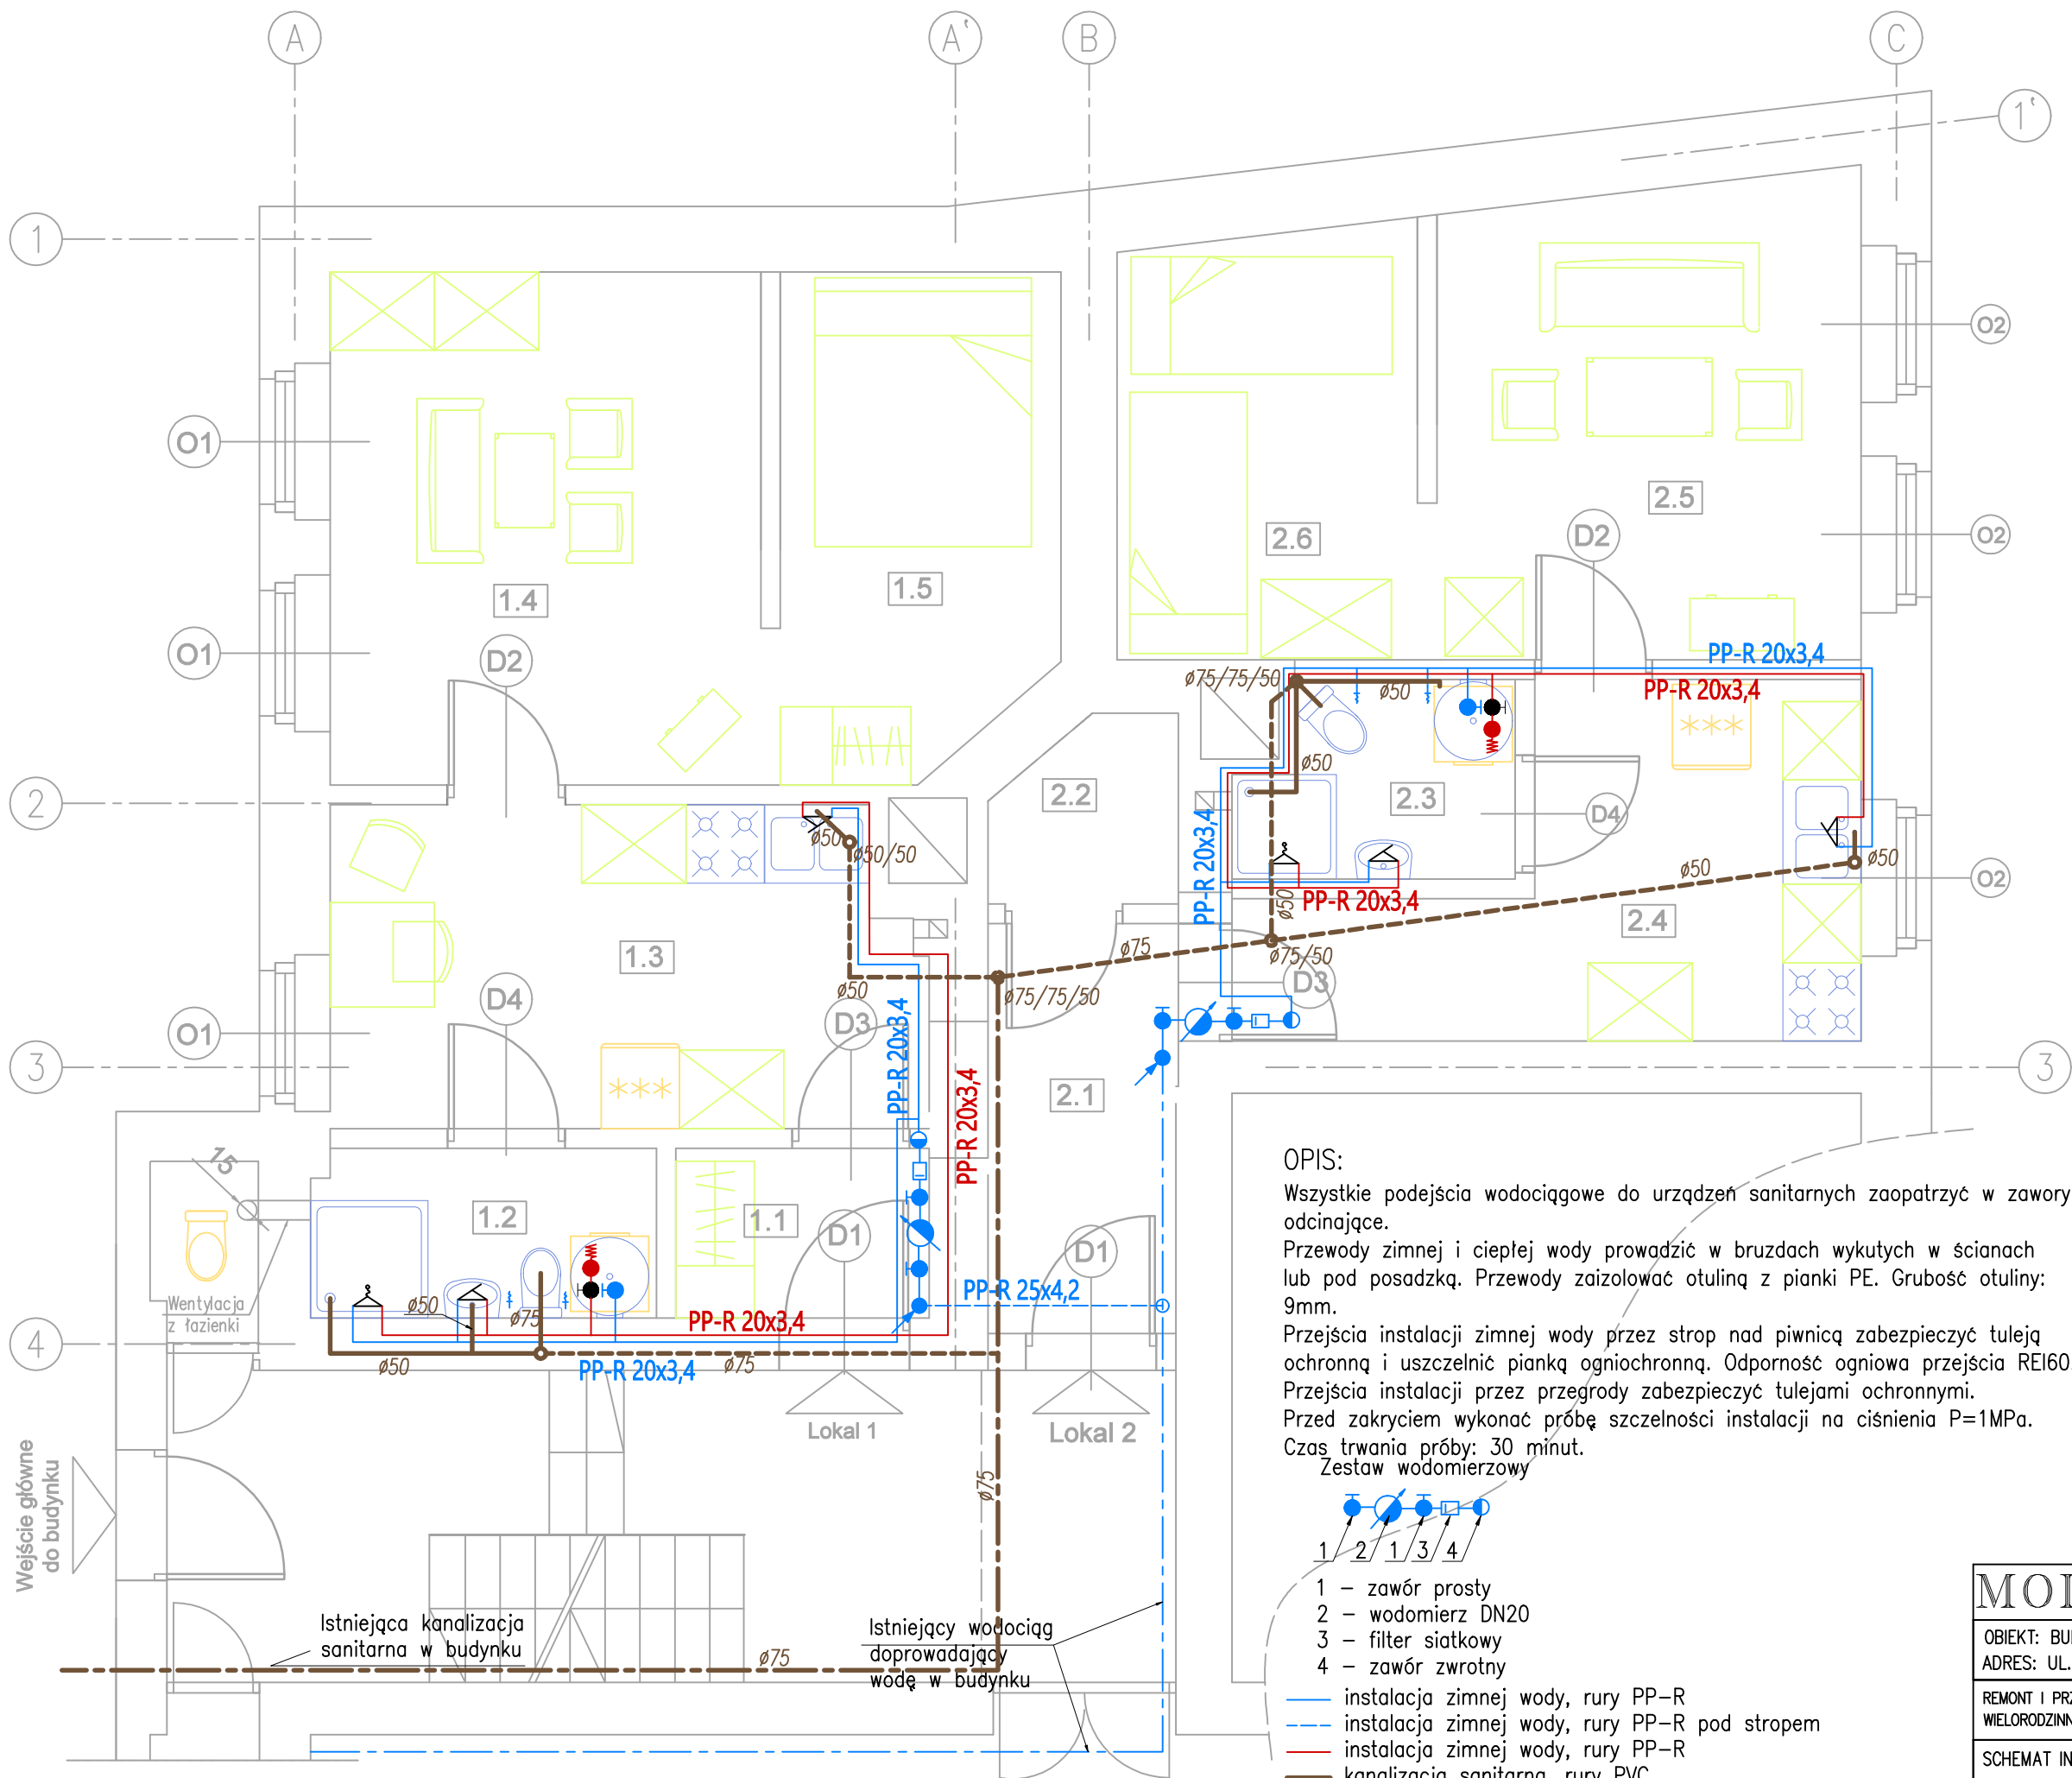 A
A'
B
C
1'
1
O2
O1
1.4
1.5
2.6
2.5
D2
O2
O1
D2
PP-R 20x3,4
ø75/75/50
ø50
PP-R 20x3,4
2
2.2
ø50
2.3
D4
ø50
ø50/50
PP-R 20x3,4
ø50
ø50
PP-R 20x3,4
ø50
2.4
1.3
ø75
ø75/50
D4
ø50
ø75/75/50
D3
D3
O2
O1
PP-R 20x3,4
3
3
PP-R 20x3,4
2.1
15
1.2
1.1
D1
D1
Wentylacja
z łazienki
ø50
ø75
PP-R 20x3,4
PP-R 25x4,2
4
ø50
PP-R 20x3,4
ø75
Lokal 1
Lokal 2
Wejście główne
do budynku
ø75
Istniejąca kanalizacja
sanitarna w budynku
ø75
Istniejący wodociąg
doprowadający
wodę w budynku
OPIS:
Wszystkie podejścia wodociągowe do urządzeń sanitarnych zaopatrzyć w zawory
odcinające.
Przewody zimnej i ciepłej wody prowadzić w bruzdach wykutych w ścianach
lub pod posadzką. Przewody zaizolować otuliną z pianki PE. Grubość otuliny:
9mm.
Przejścia instalacji zimnej wody przez strop nad piwnicą zabezpieczyć tuleją
ochronną i uszczelnić pianką ogniochronną. Odporność ogniowa przejścia REI60
Przejścia instalacji przez przegrody zabezpieczyć tulejami ochronnymi.
Przed zakryciem wykonać próbę szczelności instalacji na ciśnienia P=1MPa.
Czas trwania próby: 30 minut.
Zestaw wodomierzowy
1 2 1 3 4
1 – zawór prosty
2 – wodomierz DN20
3 – filter siatkowy
4 – zawór zwrotny
instalacja zimnej wody, rury PP-R
instalacja zimnej wody, rury PP-R pod stropem
instalacja zimnej wody, rury PP-R
kanalizacja sanitarna, rury PVC
OBIEKT:
ADRES: UL.
REMONT I
SCHEMAT